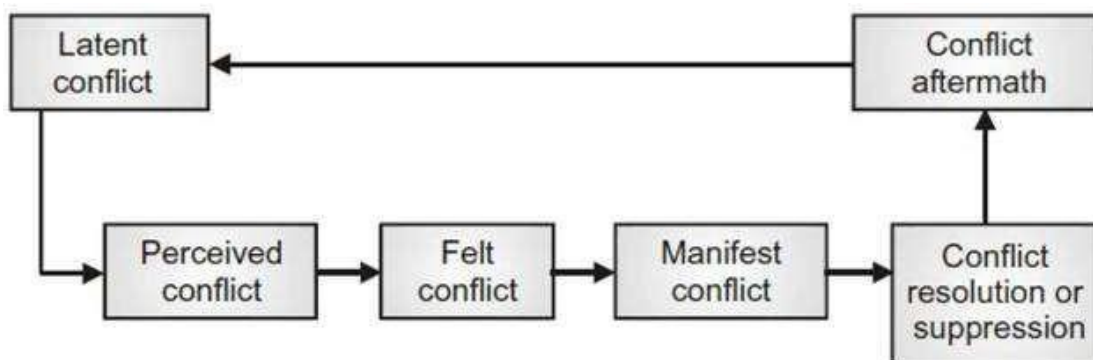 Latent
conflict
Conflict
aftermath
Perceived
conflict
Felt
conflict
Manifest
conflict
Conflict
resolution or
suppression